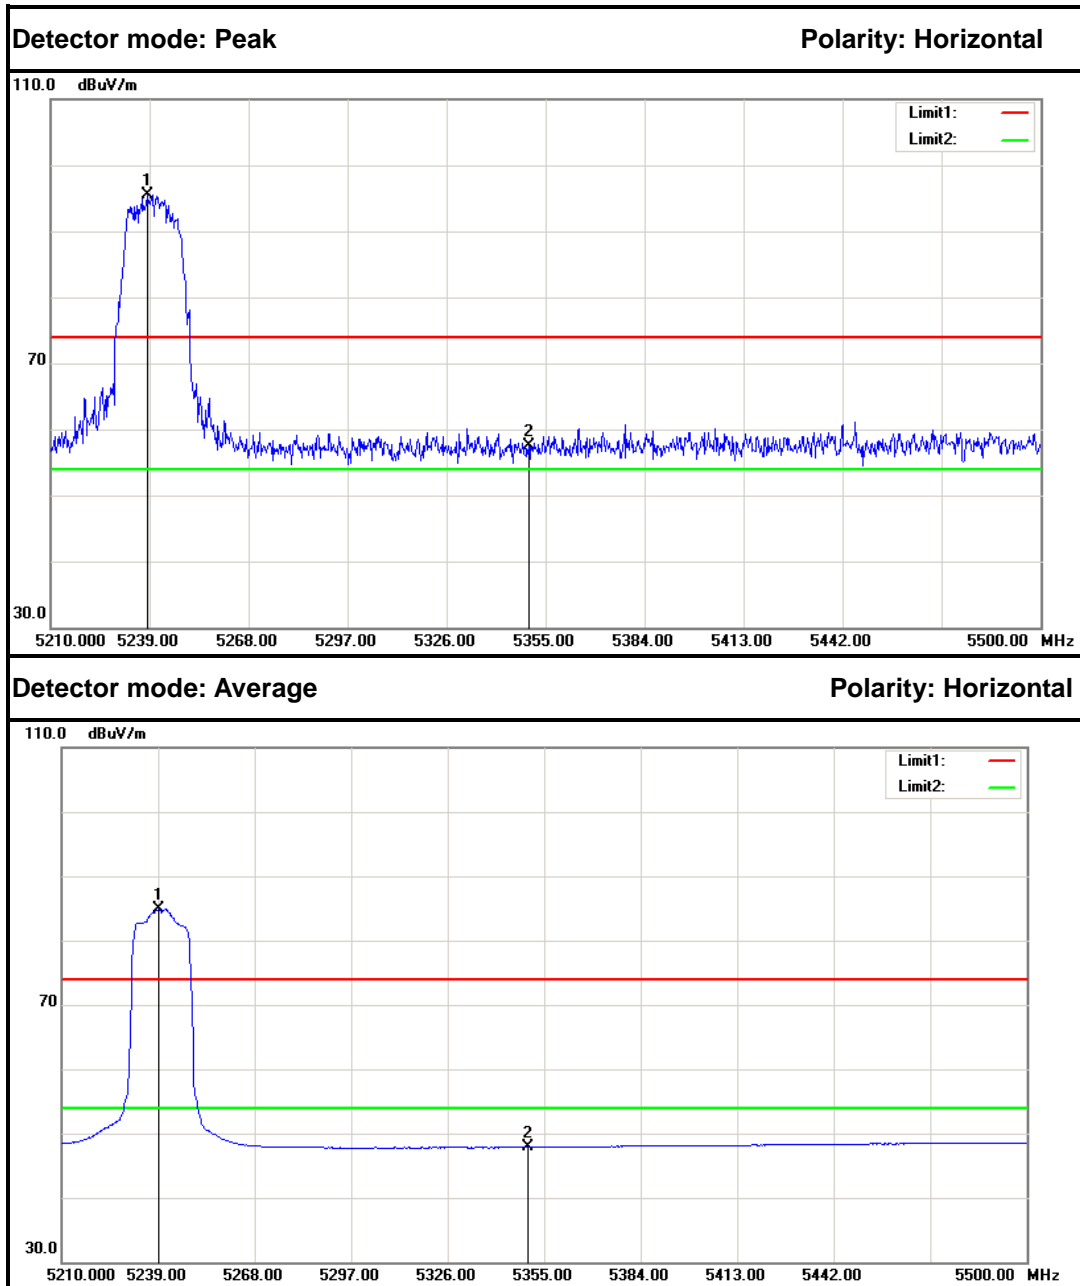 Detector mode: Peak Polarity: Horizontal
110.0 dBuV/m
Limit1:
Limit2:
1
70
2
30.0
5210.000 5239.00 5268.00 5297.00 5326.00 5355.00 5384.00 5413.00 5442.00 5500.00 MHz
Detector mode: Average Polarity: Horizontal
110.0 dBuV/m
Limit1:
Limit2:
1
70
2
30.0
5210.000 5239.00 5268.00 5297.00 5326.00 5355.00 5384.00 5413.00 5442.00 5500.00 MHz